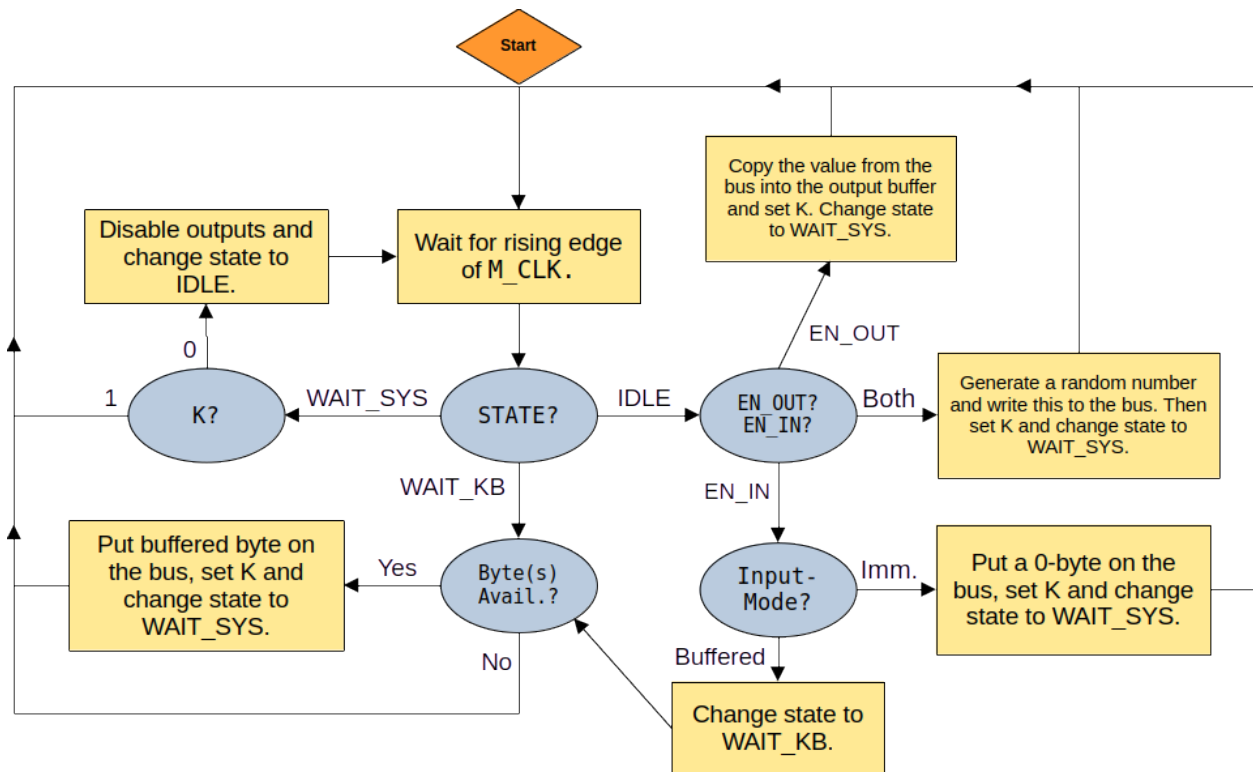 Start
Copy the value from the
bus into the output buffer
and set K. Change state
to WAIT_SYS.
Disable outputs and
change state to
IDLE.
Wait for rising edge
of M_CLK.
EN_OUT
0
1
K?
WAIT_SYS
STATE?
IDLE
EN_OUT?
EN_IN?
Both
Generate a random number
and write this to the bus. Then
set K and change state to
WAIT_SYS.
WAIT_KB
EN_IN
Put buffered byte on
the bus, set K and
change state to
WAIT_SYS.
Yes
Byte(s)
Avail.?
Input-
Mode?
Imm.
Put a 0-byte on the
bus, set K and change
state to WAIT_SYS.
No
Buffered
Change state to
WAIT_KB.